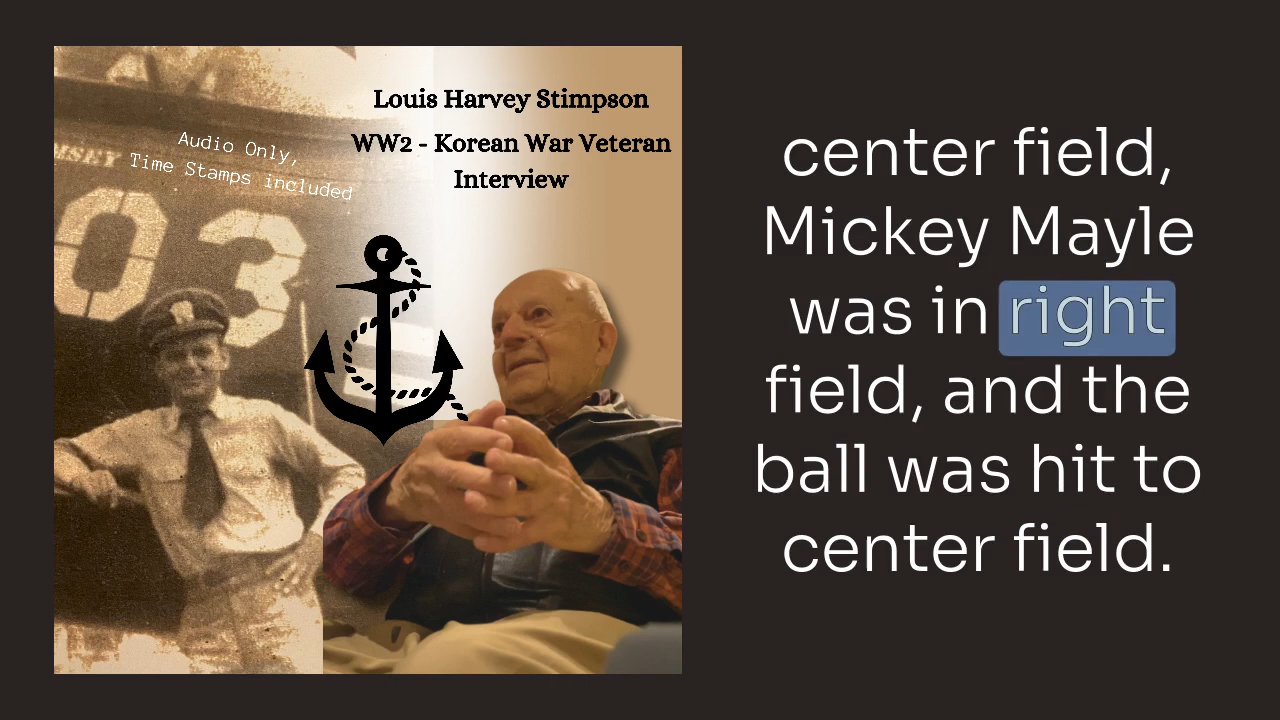 Louis Harvey Stimpson
WW2 - Korean War Veteran
Interview
Audio Only,
Time Stamps included
03
center field,
Mickey Mayle
was in right
field, and the
ball was hit to
center field.